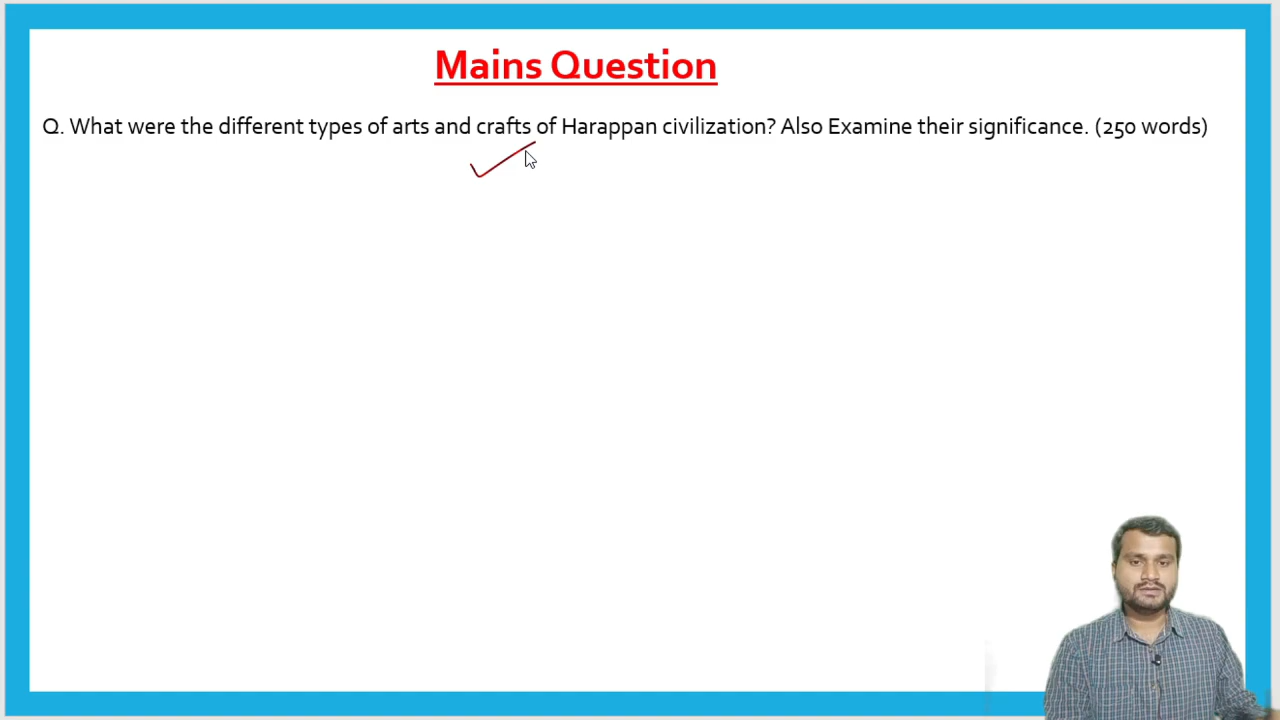 Mains Question
Q. What were the different types of arts and crafts of Harappan civilization? Also Examine their significance. (250 words)